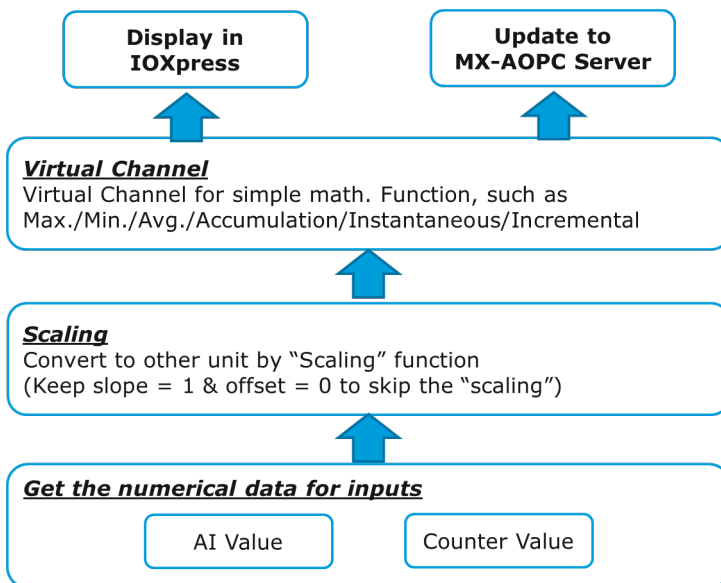 Display in
IOXpress
Update to
MX-AOPC Server
Virtual Channel
Virtual Channel for simple math. Function, such as
Max./Min./Avg./Accumulation/Instantaneous/Incremental
Scaling
Convert to other unit by “Scaling” function
(Keep slope = 1 & offset = 0 to skip the “scaling”)
Get the numerical data for inputs
AI Value
Counter Value